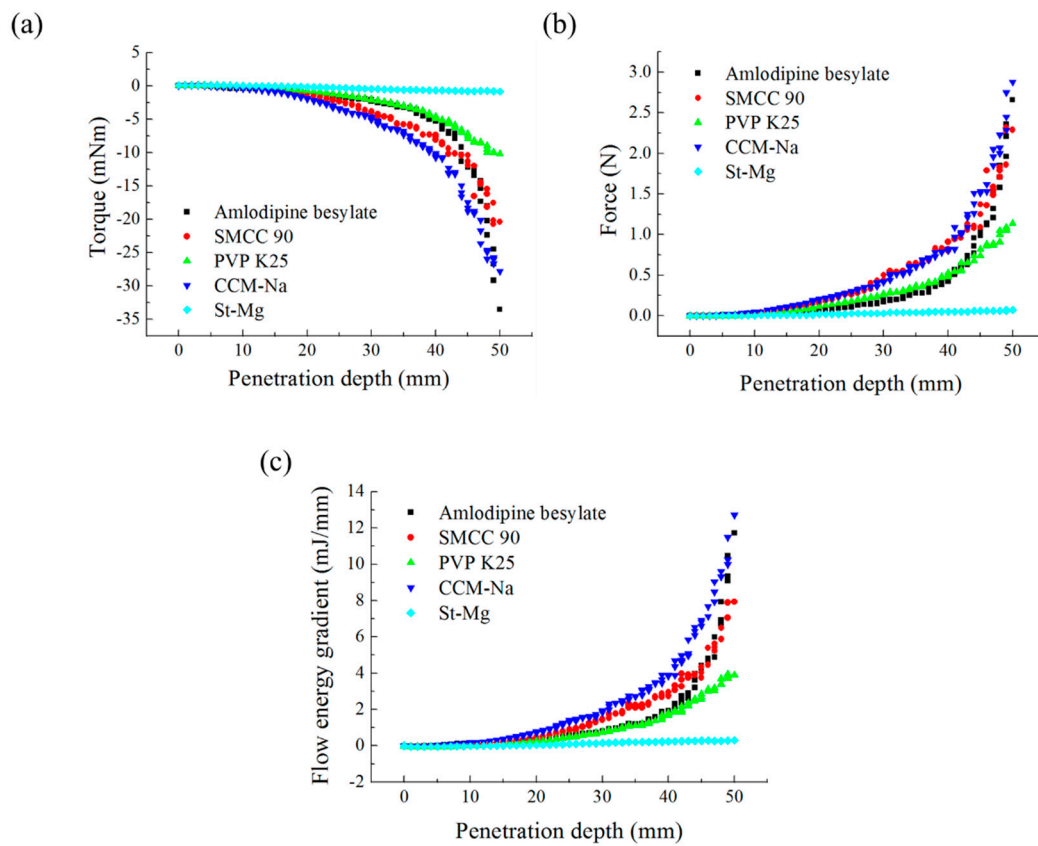 (a)
5
0
-5
-10
-15
-20
-25
-30
-35
Torque (mNm)
Amlodipine besylate
SMCC 90
PVP K25
CCM-Na
St-Mg
0 10 20 30 40 50
Penetration depth (mm)
(b)
3.0
2.5
2.0
1.5
1.0
0.5
0.0
Force (N)
Amlodipine besylate
SMCC 90
PVP K25
CCM-Na
St-Mg
0 10 20 30 40 50
Penetration depth (mm)
(c)
14
12
10
8
6
4
2
0
-2
Flow energy gradient (mJ/mm)
Amlodipine besylate
SMCC 90
PVP K25
CCM-Na
St-Mg
0 10 20 30 40 50
Penetration depth (mm)